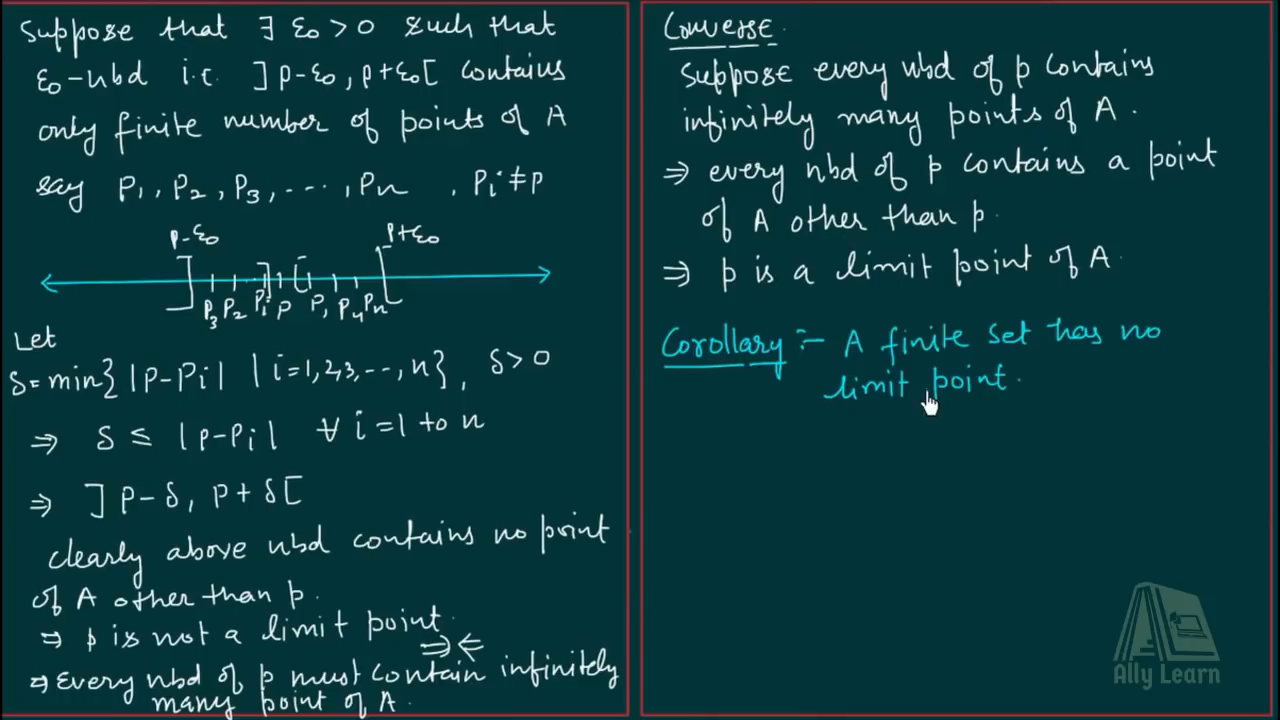 Suppose that ∃ ε₀ > 0 such that
ε₀-nbd i.e. ]p-ε₀, p+ε₀[ contains
only finite number of points of A
say P₁, P₂, P₃, ...., Pₙ , Pᵢ ≠ p
p-ε₀ p+ε₀
P₃ P₂ Pᵢ P P₁ P₄ Pₙ
Let
δ = min{ |P-Pᵢ| | i=1,2,3,--,n}, δ>0
⇒ δ ≤ |P-Pᵢ| ∀ i=1 to n
⇒ ]P-δ, P+δ[
clearly above nbd contains no point
of A other than p.
⇒ p is not a limit point.
⇒⇐
⇒ Every nbd of p must contain infinitely
many point of A.
Converse.
Suppose every nbd of p contains
infinitely many points of A.
⇒ every nbd of p contains a point
of A other than p.
⇒ p is a limit point of A.
Corollary :- A finite set has no
limit point.
Ally Learn